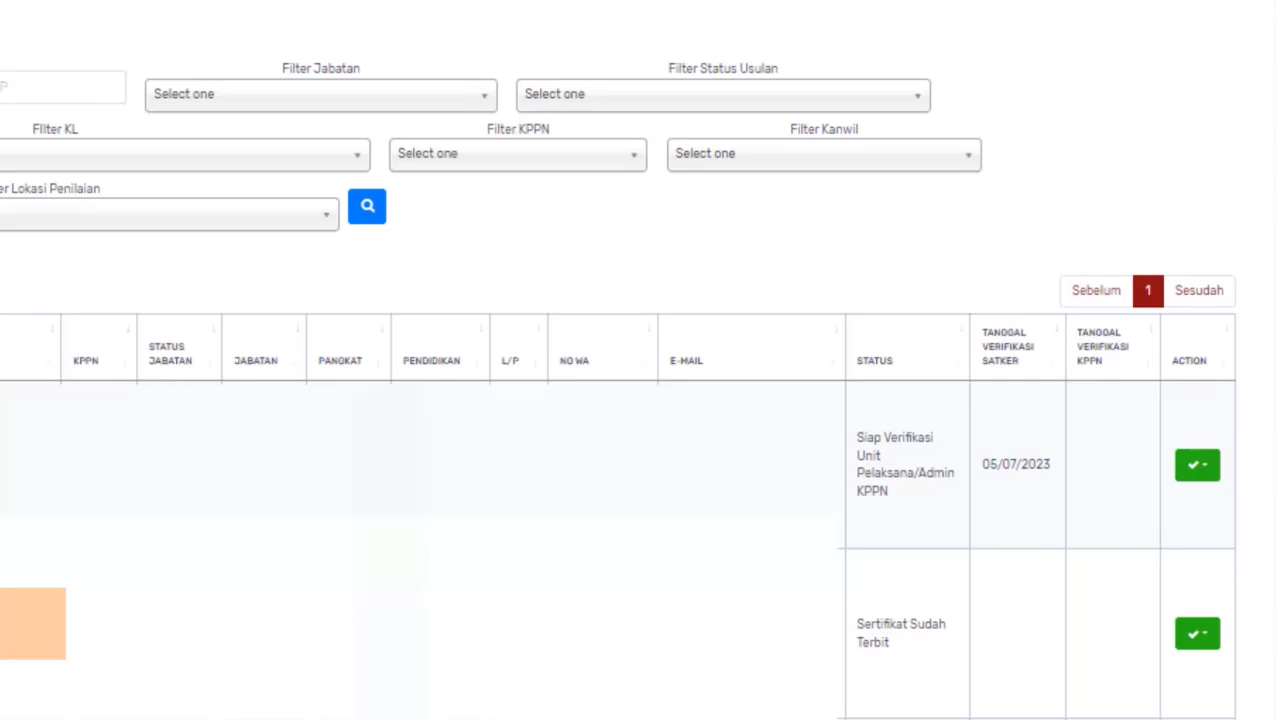 Filter Jabatan
Filter Status Usulan
P
Select one
Select one
FIlter KL
Filter KPPN
Filter Kanwil
Select one
Select one
er Lokasi Penilaian
Sebelum 1 Sesudah
KPPN
STATUS
JABATAN
JABATAN
PANGKAT
PENDIDIKAN
L/P
NO WA
E-MAIL
STATUS
TANGGAL
VERIFIKASI
SATKER
TANGGAL
VERIFIKASI
KPPN
ACTION
Siap Verifikasi
Unit
Pelaksana/Admin
KPPN
05/07/2023
Sertifikat Sudah
Terbit